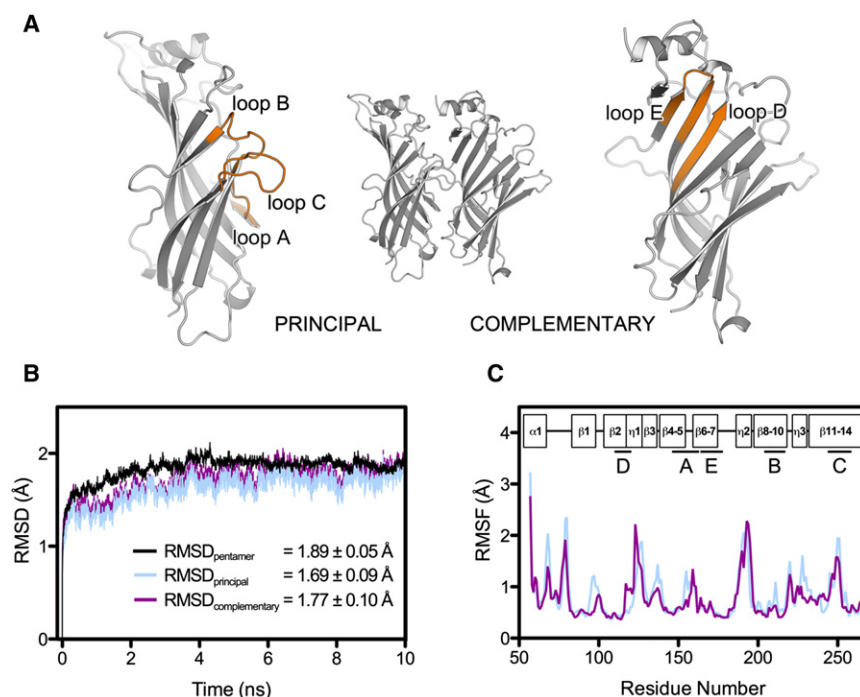 A
loop B
loop C
loop A
loop E
loop D
PRINCIPAL
COMPLEMENTARY
B
RMSD (Å)
2
1
0
RMSDpentamer = 1.89 ± 0.05 Å
RMSDprincipal = 1.69 ± 0.09 Å
RMSDcomplementary = 1.77 ± 0.10 Å
0 2 4 6 8 10
Time (ns)
C
RMSF (Å)
4
3
2
1
0
α1 β1 β2 η1 β3 β4-5 β6-7 η2 β8-10 η3 β11-14
D A E B C
50 100 150 200 250
Residue Number